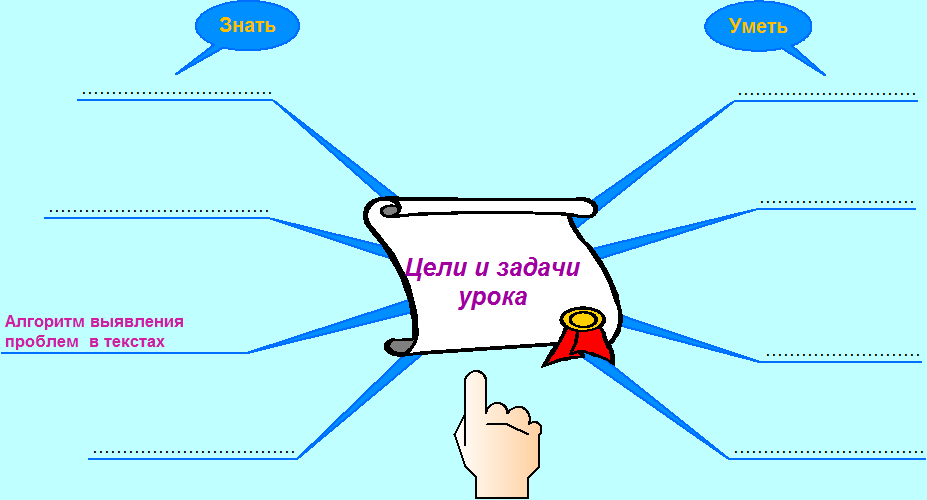 Знать
Уметь
Цели и задачи
урока
Алгоритм выявления
проблем в текстах